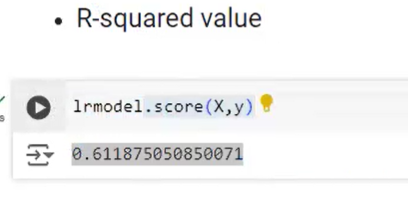 • R-squared value
lrmodel.score(X,y)
s
0.611875050850071